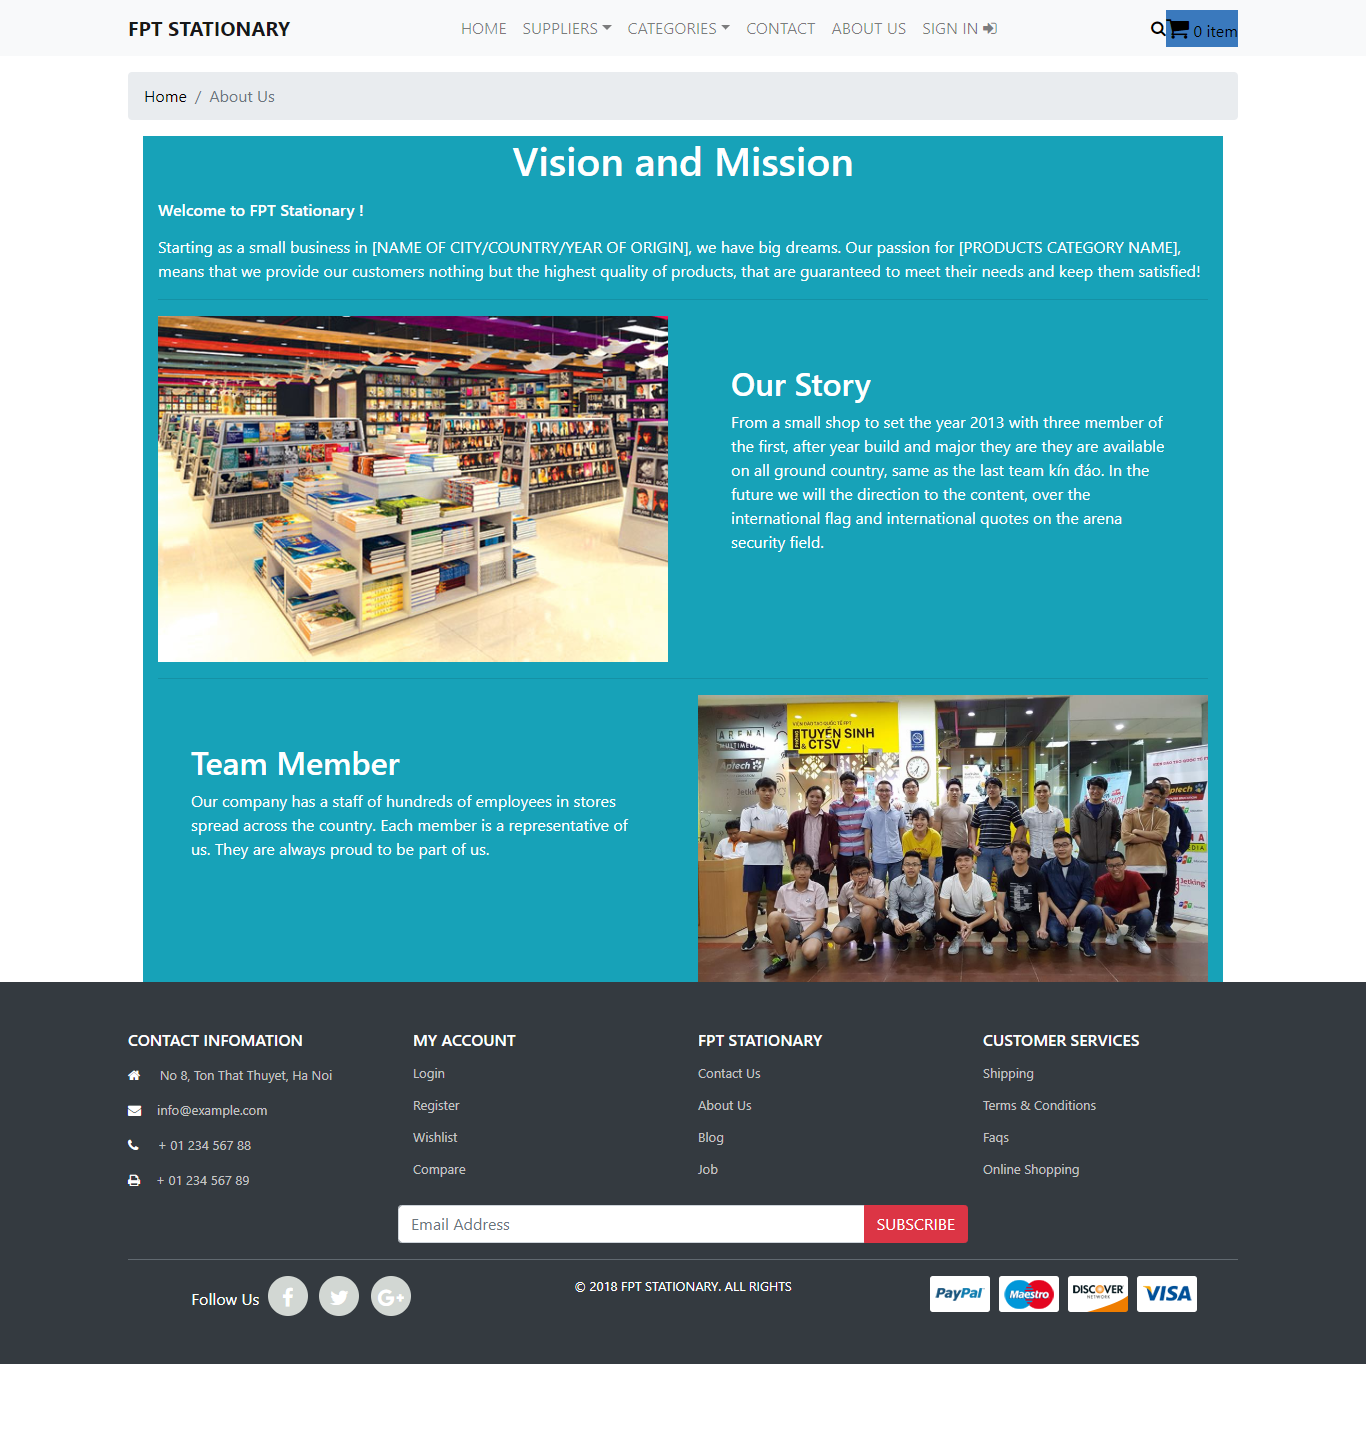 FPT STATIONARY
HOME SUPPLIERS CATEGORIES CONTACT ABOUT US SIGN IN
0 item
Home / About Us
Vision and Mission
Welcome to FPT Stationary !
Starting as a small business in [NAME OF CITY/COUNTRY/YEAR OF ORIGIN], we have big dreams. Our passion for [PRODUCTS CATEGORY NAME],
means that we provide our customers nothing but the highest quality of products, that are guaranteed to meet their needs and keep them satisfied!
Our Story
From a small shop to set the year 2013 with three member of
the first, after year build and major they are they are available
on all ground country, same as the last team kín đáo. In the
future we will the direction to the content, over the
international flag and international quotes on the arena
security field.
Team Member
Our company has a staff of hundreds of employees in stores
spread across the country. Each member is a representative of
us. They are always proud to be part of us.
VIỆN ĐÀO TẠO QUỐC TẾ FPT
TUYỂN SINH
& CTSV
ARENA
MULTIMEDIA
Aptech
Jetking
Aptech
Jetking
CONTACT INFOMATION
No 8, Ton That Thuyet, Ha Noi
info@example.com
+ 01 234 567 88
+ 01 234 567 89
MY ACCOUNT
Login
Register
Wishlist
Compare
FPT STATIONARY
Contact Us
About Us
Blog
Job
CUSTOMER SERVICES
Shipping
Terms & Conditions
Faqs
Online Shopping
Email Address SUBSCRIBE
Follow Us
© 2018 FPT STATIONARY. ALL RIGHTS
PayPal
Maestro
DISCOVER
NETWORK
VISA